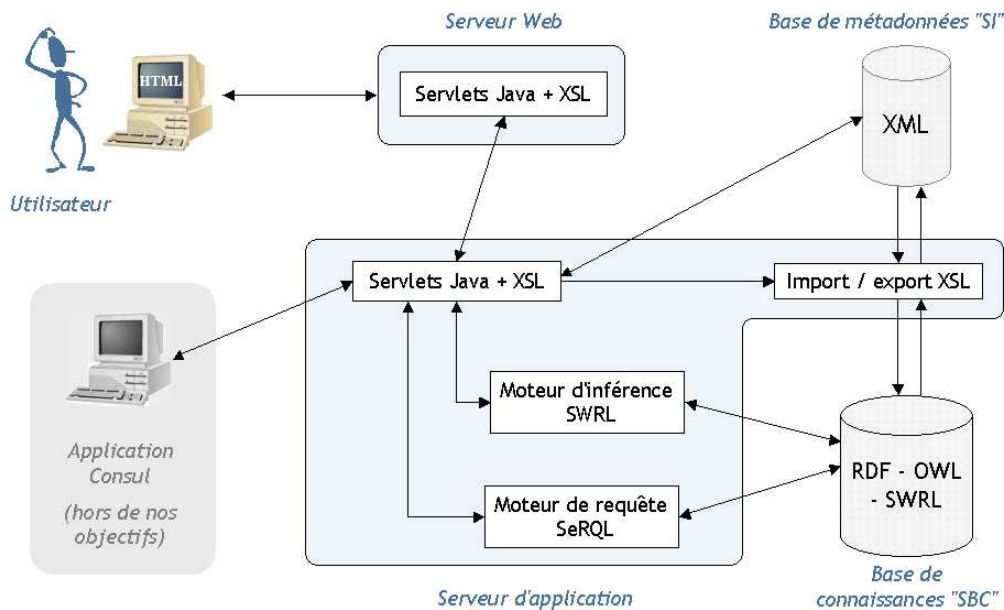 Serveur Web
Base de métadonnées "SI"
HTML
Servlets Java + XSL
XML
Utilisateur
Servlets Java + XSL
Import / export XSL
Moteur d'inférence
SWRL
Application
Consul
(hors de nos
objectifs)
RDF - OWL
- SWRL
Moteur de requête
SeRQL
Serveur d'application
Base de
connaissances "SBC"